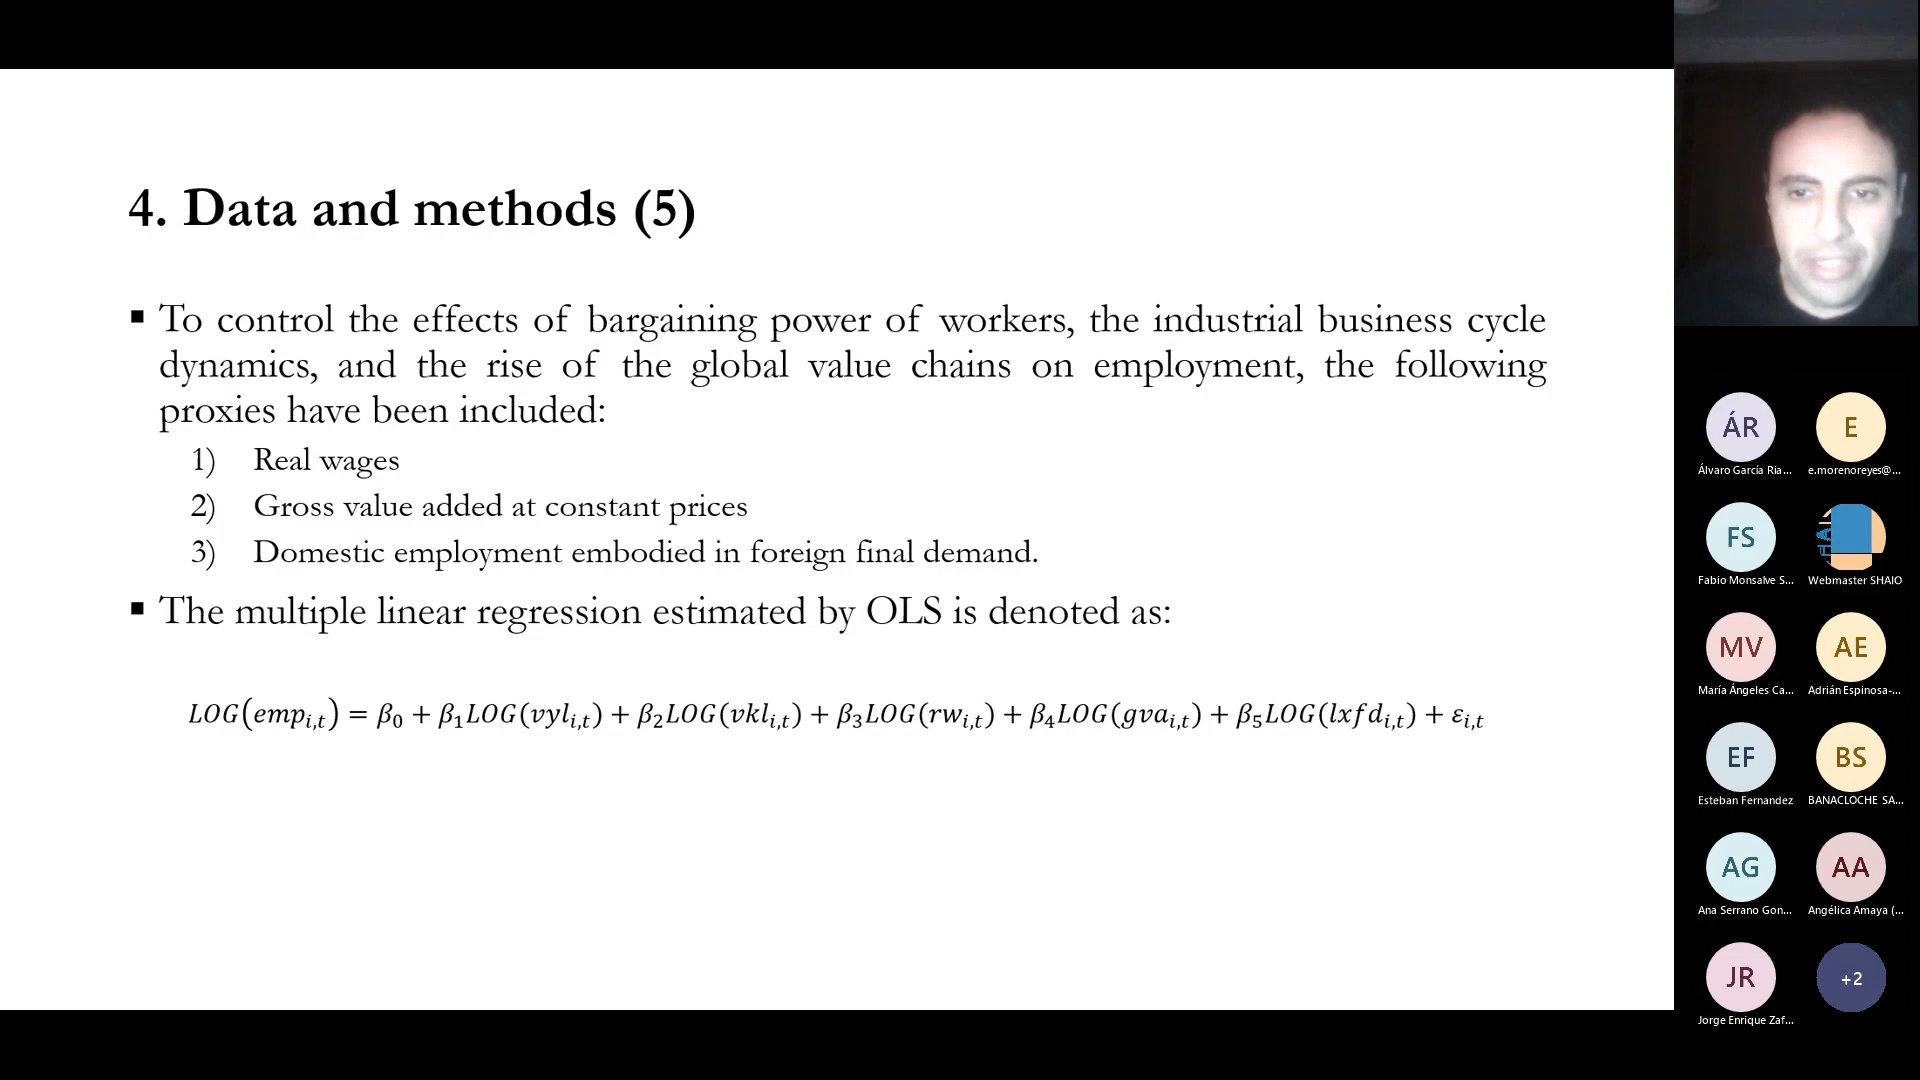 4. Data and methods (5)
▪ To control the effects of bargaining power of workers, the industrial business cycle
dynamics, and the rise of the global value chains on employment, the following
proxies have been included:
1) Real wages
2) Gross value added at constant prices
3) Domestic employment embodied in foreign final demand.
▪ The multiple linear regression estimated by OLS is denoted as:
LOG(emp_{i,t}) = β_0 + β_1LOG(vyl_{i,t}) + β_2LOG(vkl_{i,t}) + β_3LOG(rw_{i,t}) + β_4LOG(gva_{i,t}) + β_5LOG(lxfd_{i,t}) + ε_{i,t}
ÁR E
Álvaro García Ria... e.morenoreyes@...
FS
Fabio Monsalve S... Webmaster SHAIO
MV AE
María Ángeles Ca... Adrián Espinosa-...
EF BS
Esteban Fernandez BANACLOCHE SA...
AG AA
Ana Serrano Gon... Angélica Amaya (...
JR +2
Jorge Enrique Zaf...